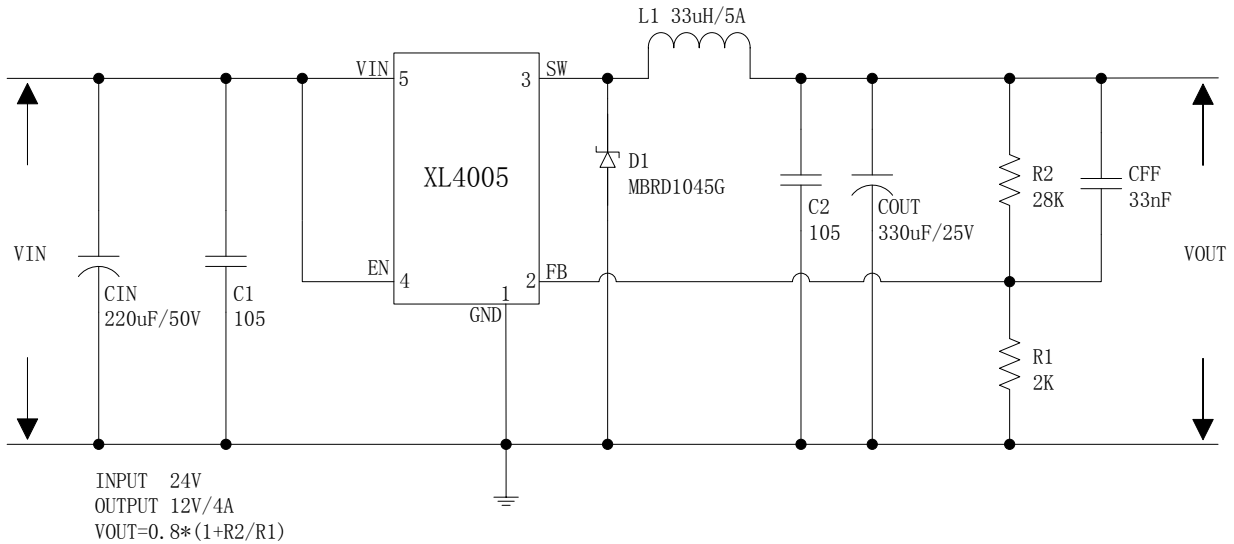 L1 33uH/5A
VIN
5
3
SW
XL4005
D1
MBRD1045G
R2
28K
CFF
33nF
C2
105
COUT
330uF/25V
VIN
VOUT
EN
4
2
FB
CIN
220uF/50V
C1
105
1
GND
R1
2K
INPUT 24V
OUTPUT 12V/4A
VOUT=0.8*(1+R2/R1)